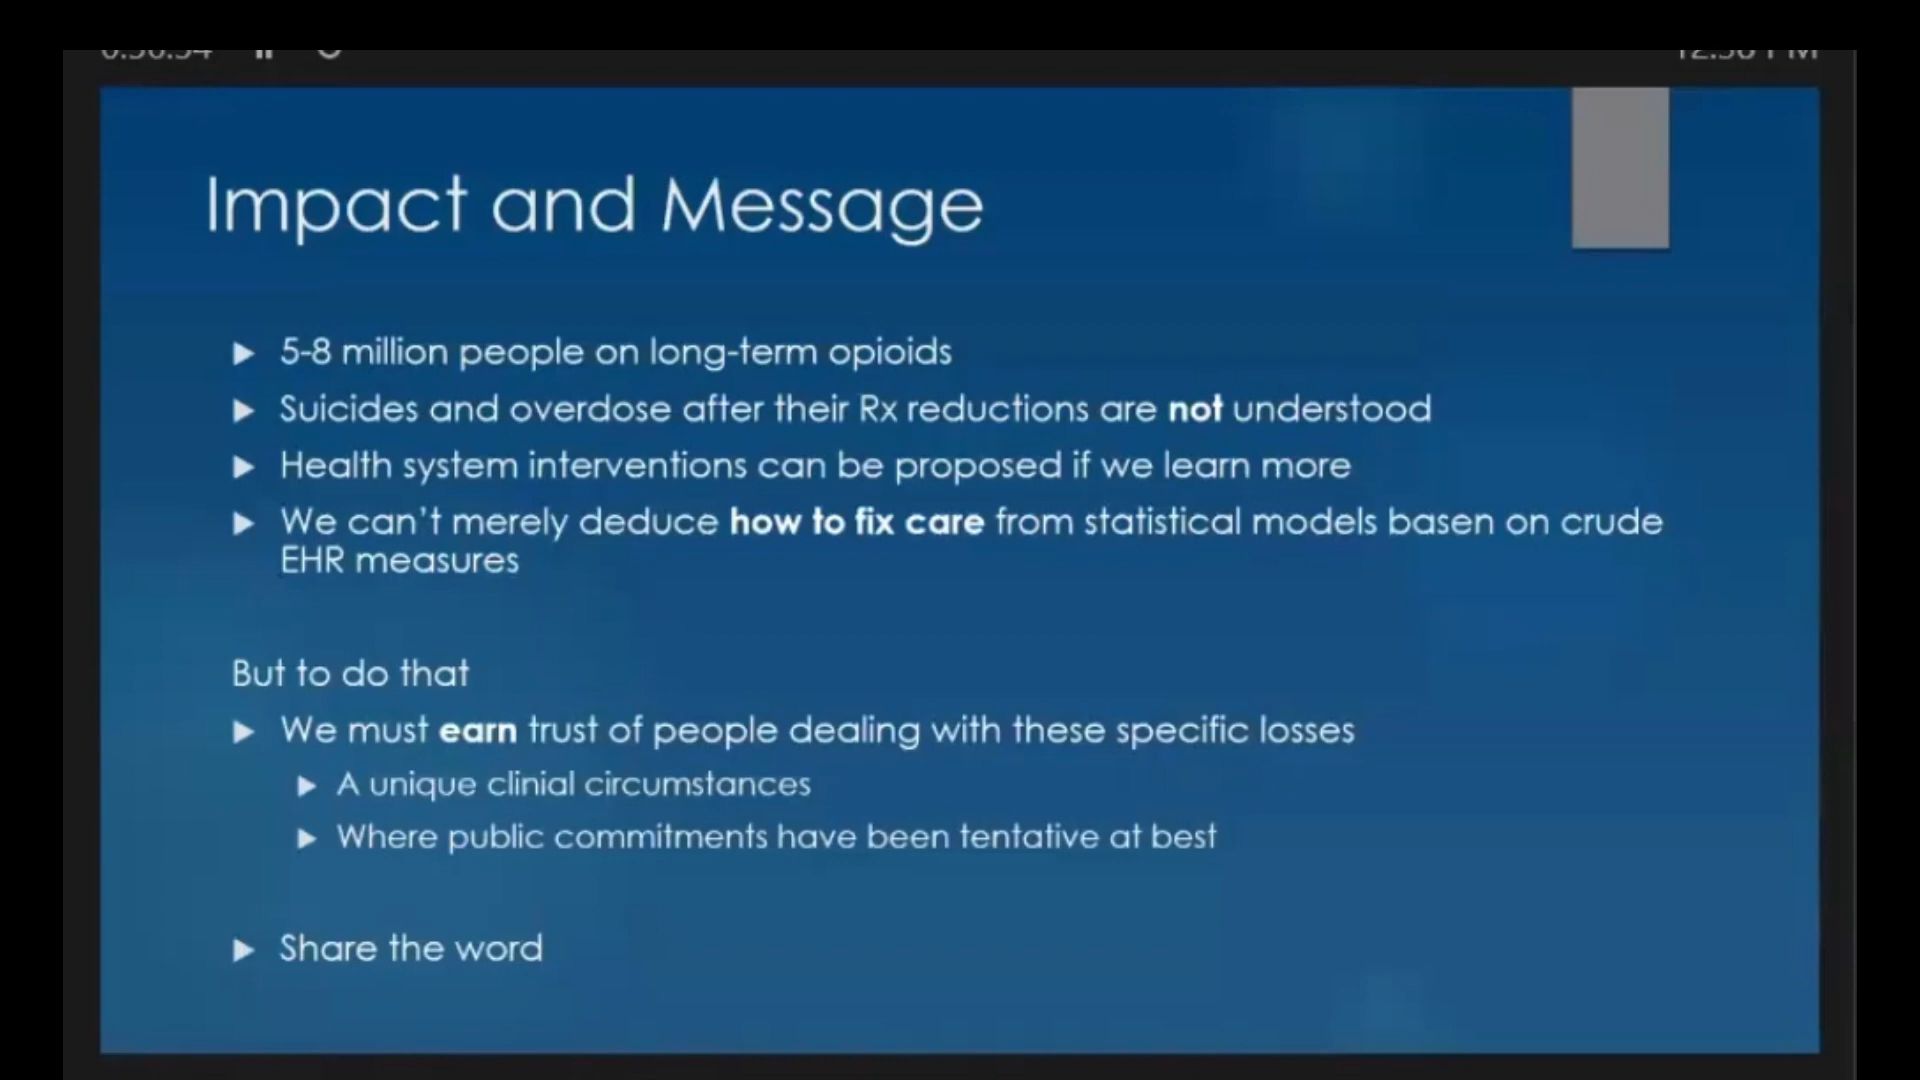 Impact and Message
5-8 million people on long-term opioids
Suicides and overdose after their Rx reductions are not understood
Health system interventions can be proposed if we learn more
We can't merely deduce how to fix care from statistical models basen on crude
EHR measures
But to do that
We must earn trust of people dealing with these specific losses
A unique clinial circumstances
Where public commitments have been tentative at best
Share the word